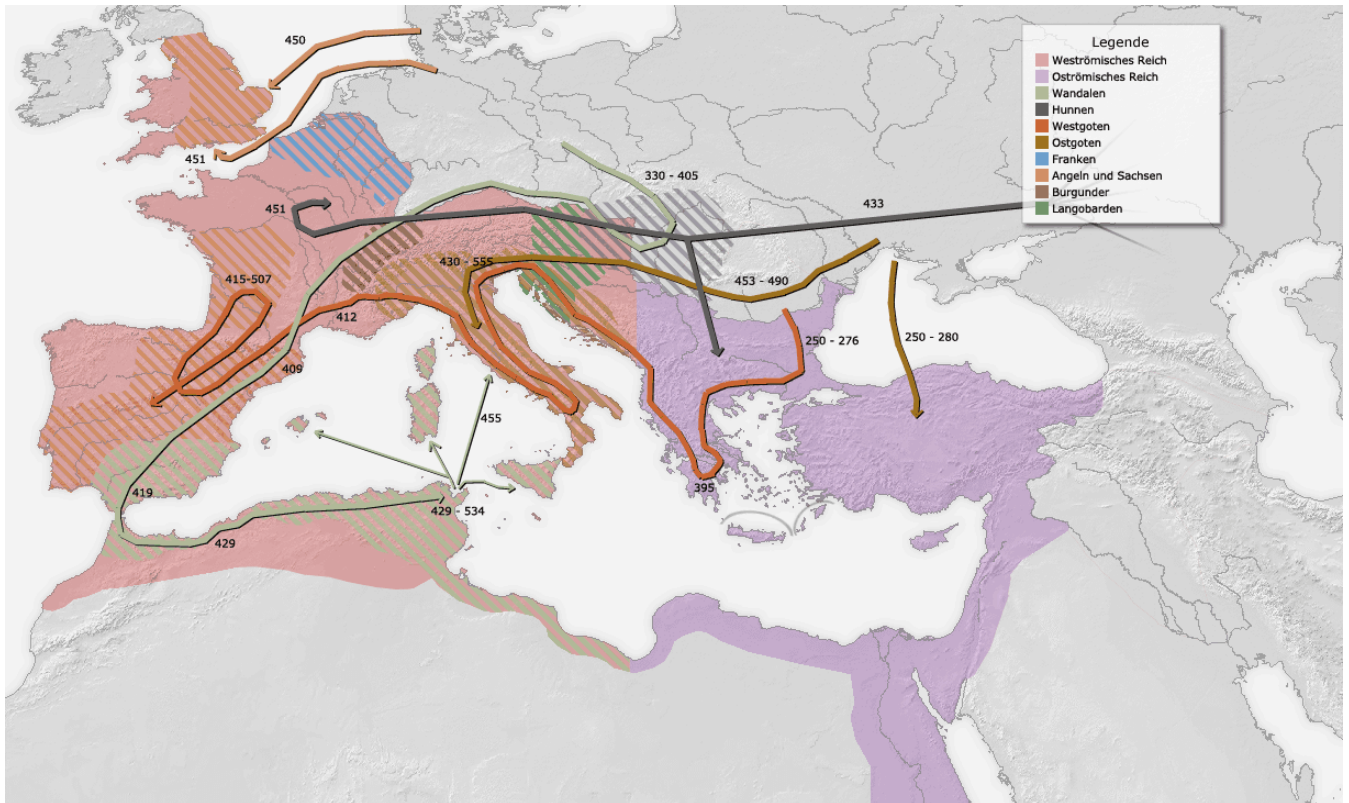 Legende
Weströmisches Reich
Oströmisches Reich
Wandalen
Hunnen
Westgoten
Ostgoten
Franken
Angeln und Sachsen
Burgunder
Langobarden
450
451
330 - 405
433
451
430 - 555
415-507
453 - 490
412
250 - 276
250 - 280
409
455
395
419
429 - 534
429